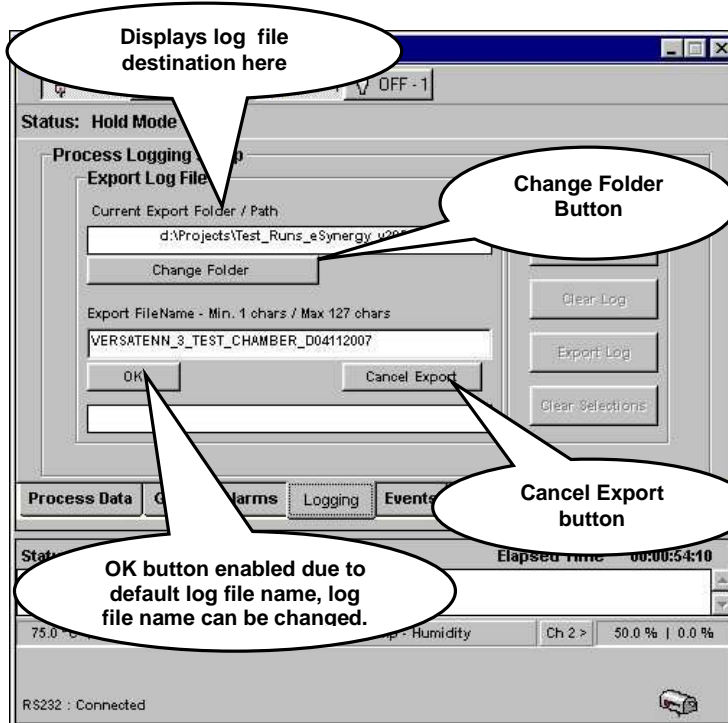 Displays log file
destination here
OFF - 1
Status: Hold Mode
Process Logging
Export Log File
Change Folder
Button
Current Export Folder / Path
d:\Projects\Test_Runs_eSynergy
Change Folder
Clear Log
Export FileName - Min. 1 chars / Max 127 chars
VERSATENN_3_TEST_CHAMBER_D04112007
Export Log
OK
Cancel Export
Clear Selections
Process Data
Logging
Events
Cancel Export
button
Elapsed Time 00:00:54:10
OK button enabled due to
default log file name, log
file name can be changed.
75.0 °C
- Humidity
Ch 2 >
50.0 % | 0.0 %
RS232 : Connected